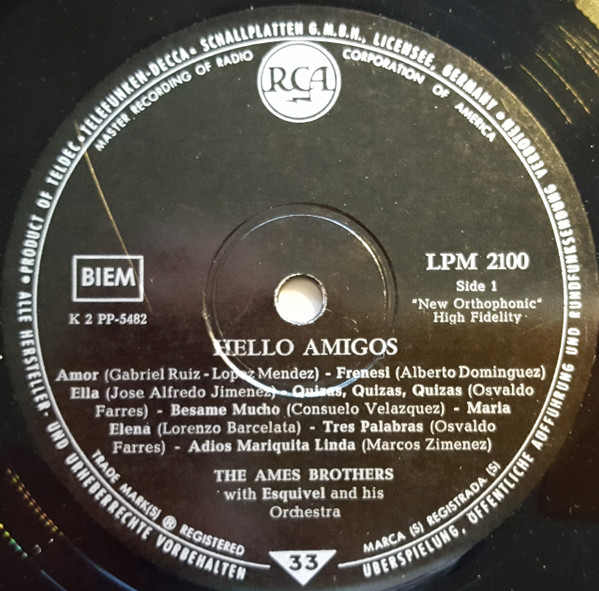 • PRODUCT OF TELDEC •TELEFUNKEN-DECCA• SCHALLPLATTEN G.M.B.H., LICENSEE, GERMANY •
MASTER RECORDING OF RADIO CORPORATION OF AMERICA
RCA
BIEM
K 2 PP-5482
LPM 2100
Side 1
"New Orthophonic"
High Fidelity
HELLO AMIGOS
Amor (Gabriel Ruiz - Lopez Mendez) - Frenesi (Alberto Dominguez)
Ella (Jose Alfredo Jimenez) - Quizas, Quizas, Quizas (Osvaldo
Farres) - Besame Mucho (Consuelo Velazquez) - Maria
Elena (Lorenzo Barcelata) - Tres Palabras (Osvaldo
Farres) - Adios Mariquita Linda (Marcos Zimenez)
THE AMES BROTHERS
with Esquivel and his
Orchestra
TRADE MARK(S) ® REGISTERED
MARCA (S) REGISTRADA (S)
33
ALLE HERSTELLER- UND URHEBERRECHTE VORBEHALTEN
UBERSPIELUNG, ÖFFENTLICHE AUFFÜHRUNG UND RUNDFUNKSENDUNG VERBOTEN